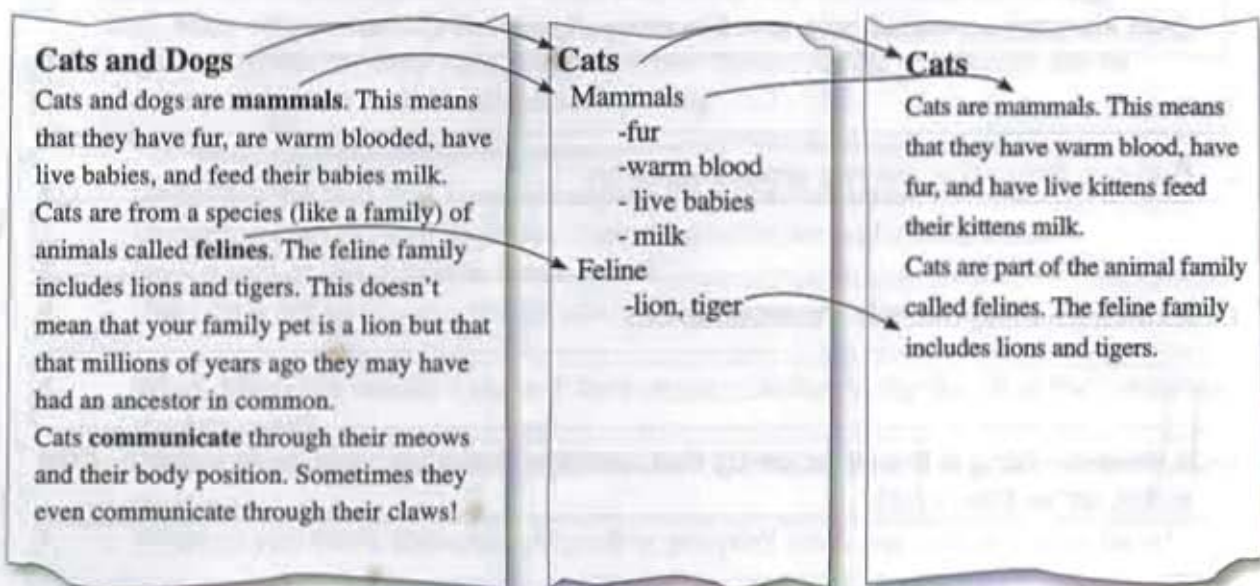 Cats and Dogs
Cats and dogs are mammals. This means
that they have fur, are warm blooded, have
live babies, and feed their babies milk.
Cats are from a species (like a family) of
animals called felines. The feline family
includes lions and tigers. This doesn't
mean that your family pet is a lion but that
that millions of years ago they may have
had an ancestor in common.
Cats communicate through their meows
and their body position. Sometimes they
even communicate through their claws!
Cats
Mammals
-fur
-warm blood
- live babies
- milk
Feline
-lion, tiger
Cats
Cats are mammals. This means
that they have warm blood, have
fur, and have live kittens feed
their kittens milk.
Cats are part of the animal family
called felines. The feline family
includes lions and tigers.